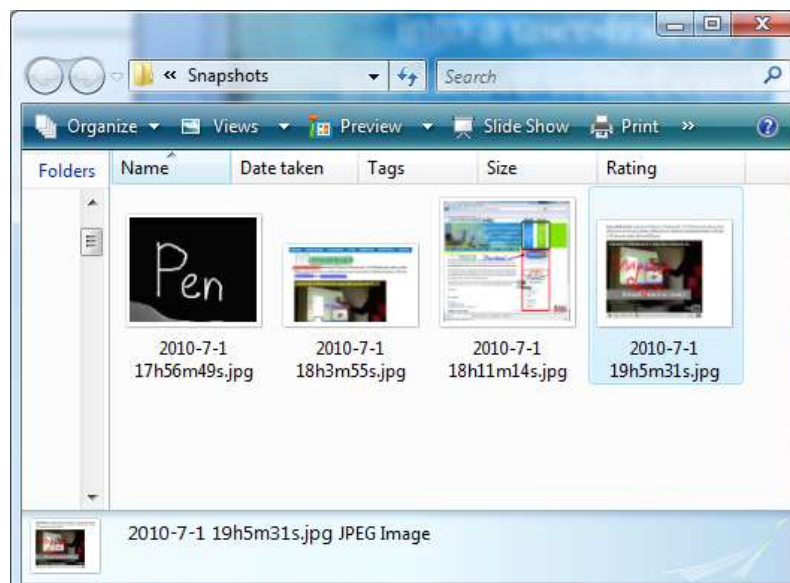 Snapshots
Search
Organize Views Preview Slide Show Print »
Folders Name Date taken Tags Size Rating
Pen
2010-7-1 17h56m49s.jpg
2010-7-1 18h3m55s.jpg
2010-7-1 18h11m14s.jpg
2010-7-1 19h5m31s.jpg
2010-7-1 19h5m31s.jpg JPEG Image